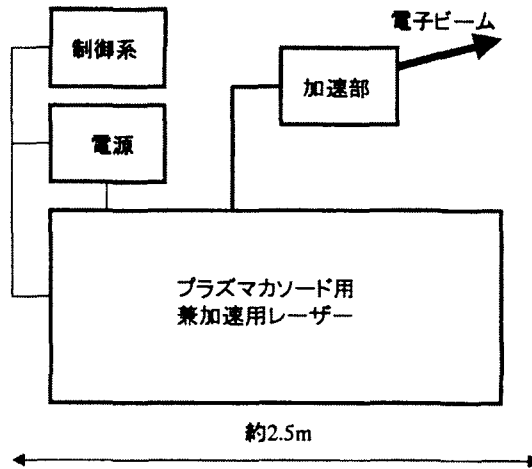 制御系
電子ビーム
加速部
電源
プラズマカソード用
兼加速用レーザー
約2.5m